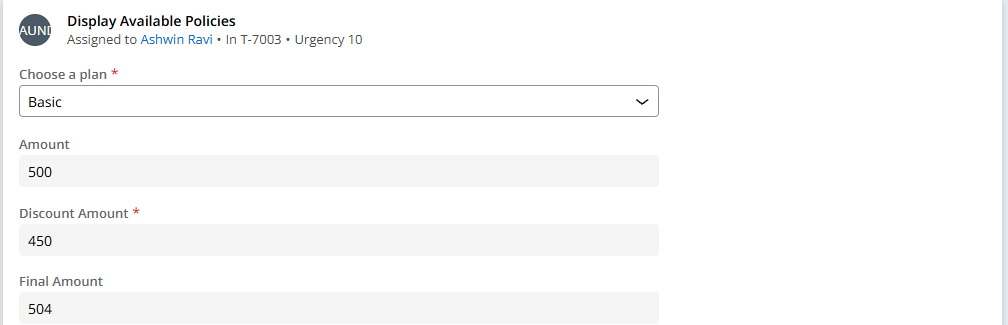 AUND
Display Available Policies
Assigned to Ashwin Ravi • In T-7003 • Urgency 10
Choose a plan *
Basic
Amount
500
Discount Amount *
450
Final Amount
504